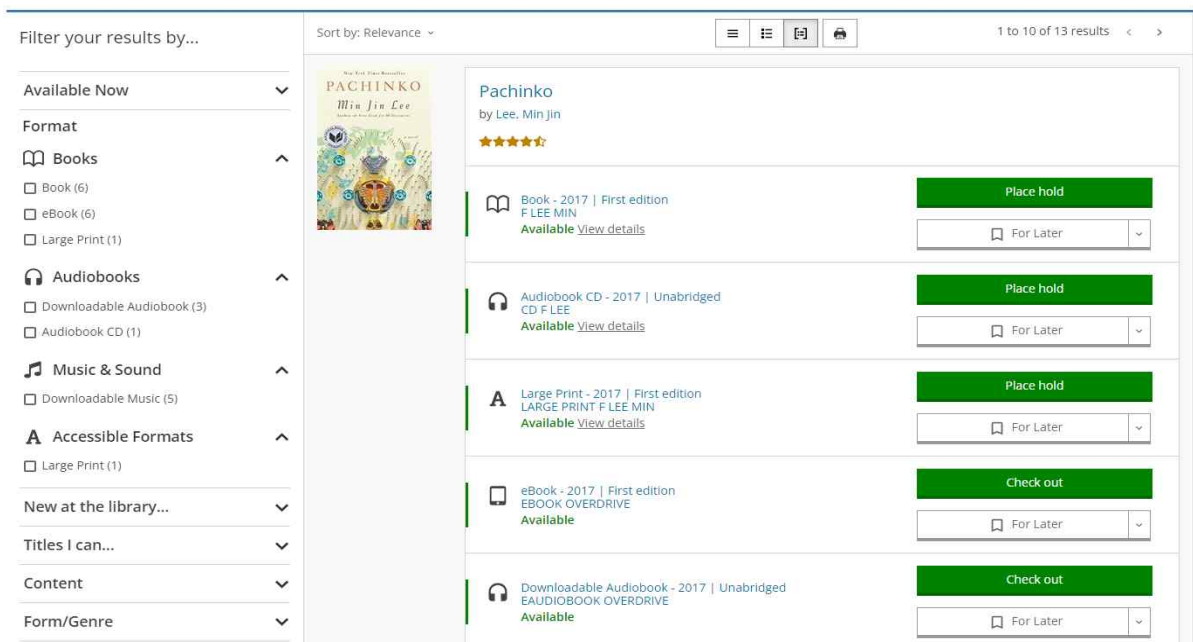 Filter your results by...
Available Now
Format
Books
Book (6)
eBook (6)
Large Print (1)
Audiobooks
Downloadable Audiobook (3)
Audiobook CD (1)
Music & Sound
Downloadable Music (5)
A Accessible Formats
Large Print (1)
New at the library...
Titles I can...
Content
Form/Genre
Sort by: Relevance
1 to 10 of 13 results
New York Times Bestseller
PACHINKO
Min Jin Lee
a novel
Pachinko
by Lee, Min Jin
Book - 2017 | First edition
F LEE MIN
Available View details
Place hold
For Later
Audiobook CD - 2017 | Unabridged
CD F LEE
Available View details
Place hold
For Later
A
Large Print - 2017 | First edition
LARGE PRINT F LEE MIN
Available View details
Place hold
For Later
eBook - 2017 | First edition
EBOOK OVERDRIVE
Available
Check out
For Later
Downloadable Audiobook - 2017 | Unabridged
EAUDIOBOOK OVERDRIVE
Available
Check out
For Later